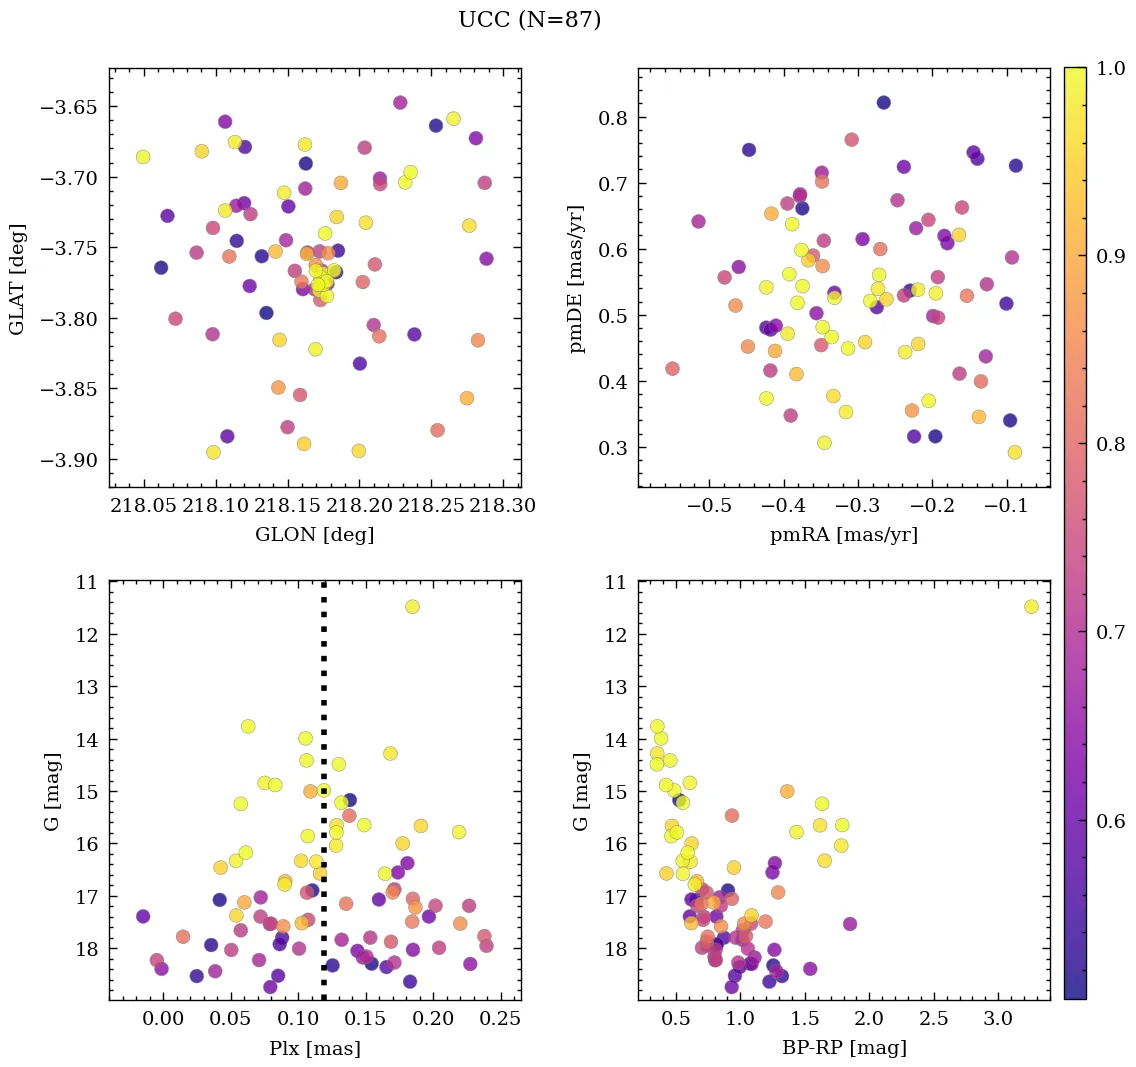 UCC (N=87)
−3.65
−3.70
−3.75
−3.80
−3.85
−3.90
GLAT [deg]
218.05 218.10 218.15 218.20 218.25 218.30
GLON [deg]
0.8
0.7
0.6
0.5
0.4
0.3
pmDE [mas/yr]
−0.5 −0.4 −0.3 −0.2 −0.1
pmRA [mas/yr]
1.0
0.9
0.8
0.7
0.6
11
12
13
14
15
16
17
18
G [mag]
0.00 0.05 0.10 0.15 0.20 0.25
Plx [mas]
11
12
13
14
15
16
17
18
G [mag]
0.5 1.0 1.5 2.0 2.5 3.0
BP-RP [mag]